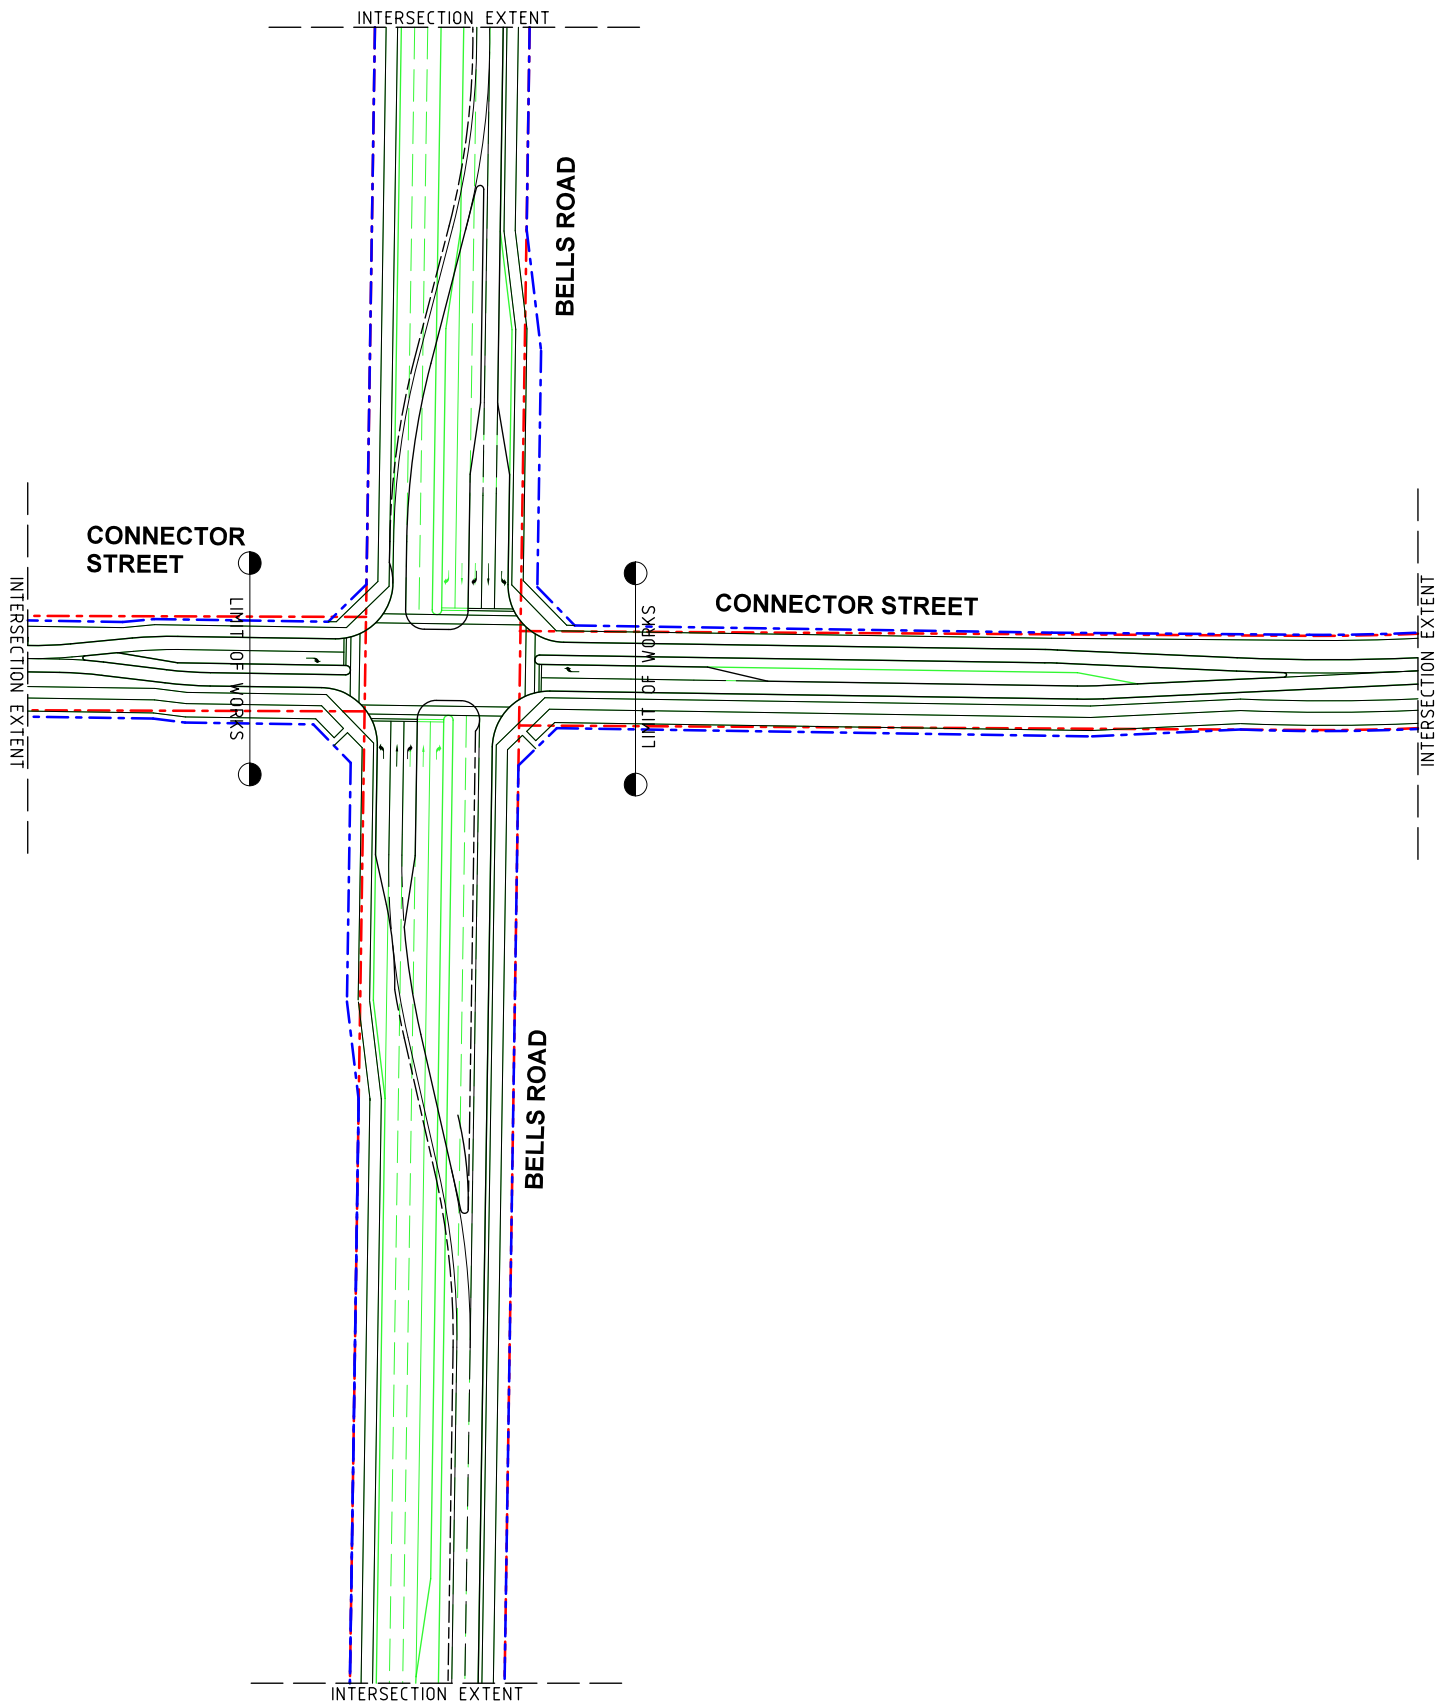 INTERSECTION EXTENT
BELLS ROAD
CONNECTOR
STREET
INTERSECTION EXTENT
LIMIT OF WORKS
LIMIT OF WORKS
CONNECTOR STREET
INTERSECTION EXTENT
BELLS ROAD
INTERSECTION EXTENT